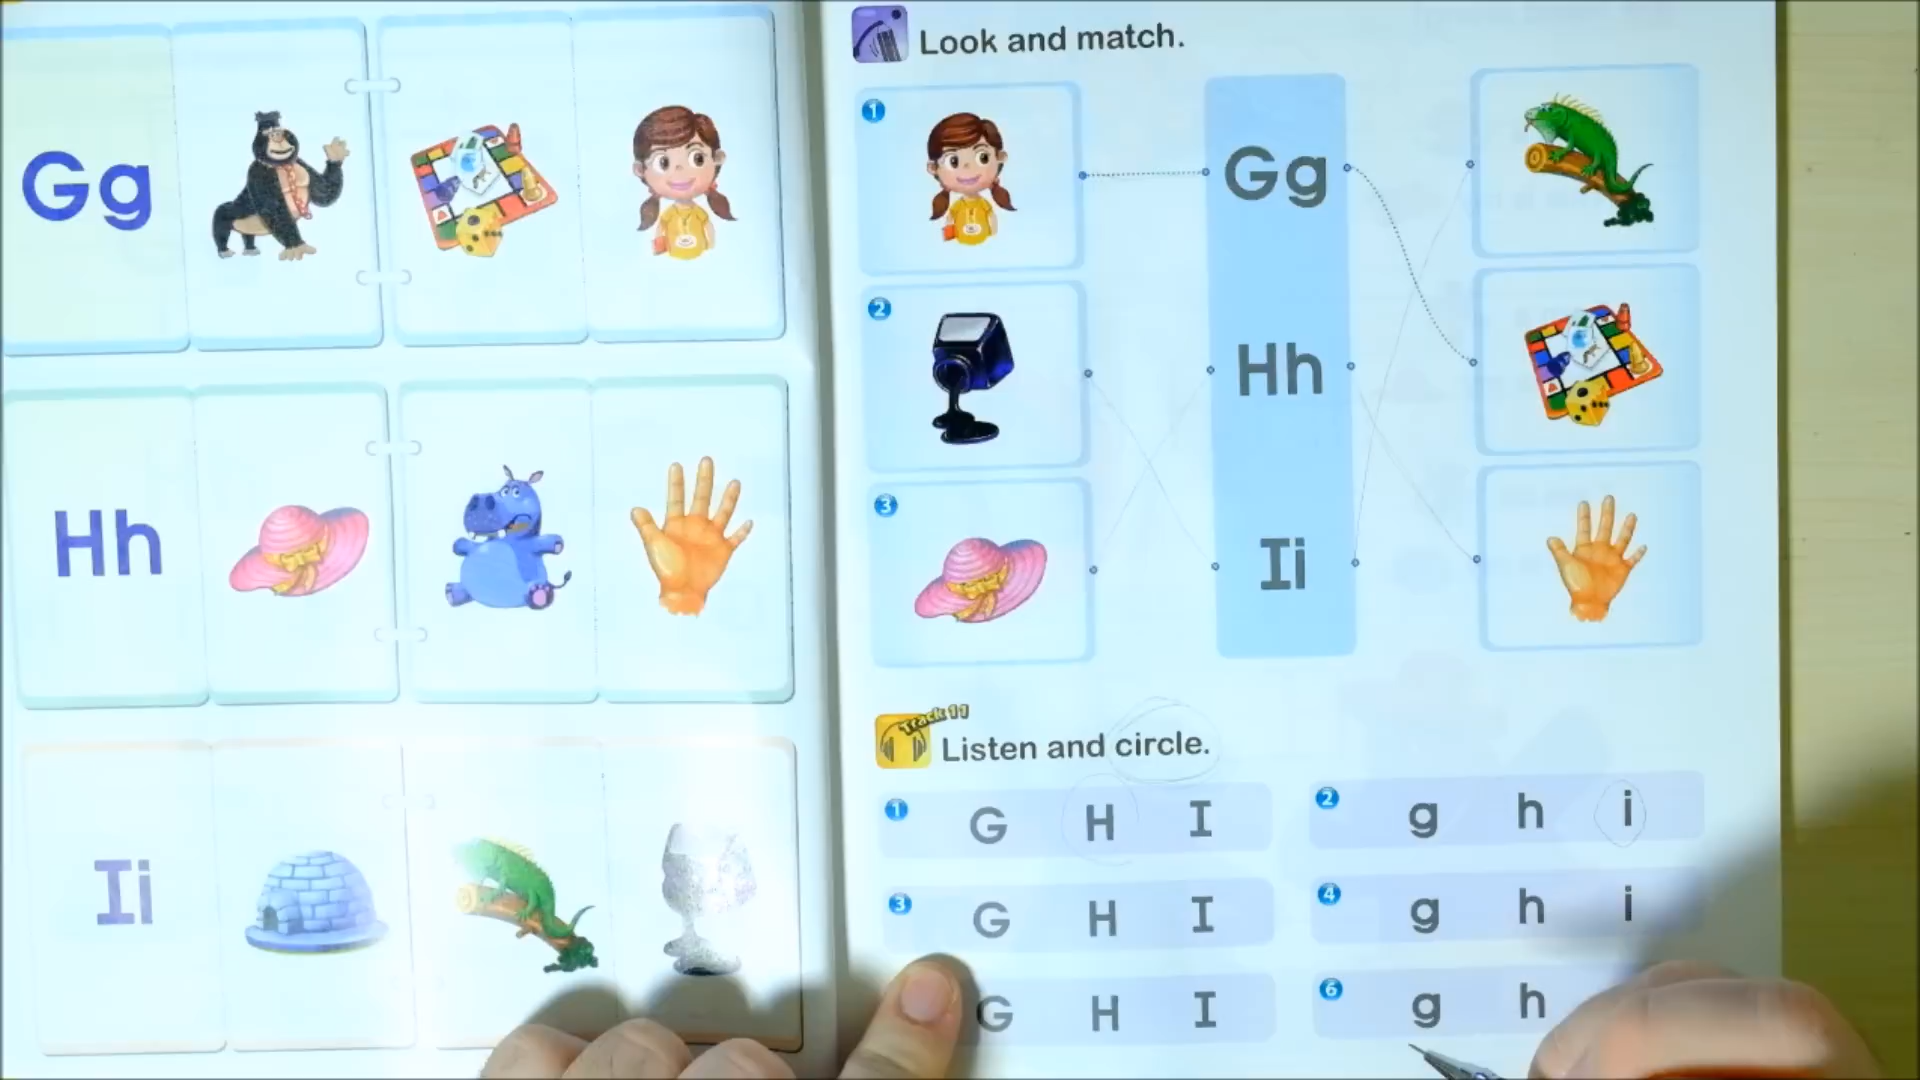 Gg
Hh
Ii
Look and match.
1
Gg
2
Hh
3
Ii
Track 11
Listen and circle.
1 G H I
2 g h i
3 G H I
4 g h i
G H I
6 g h